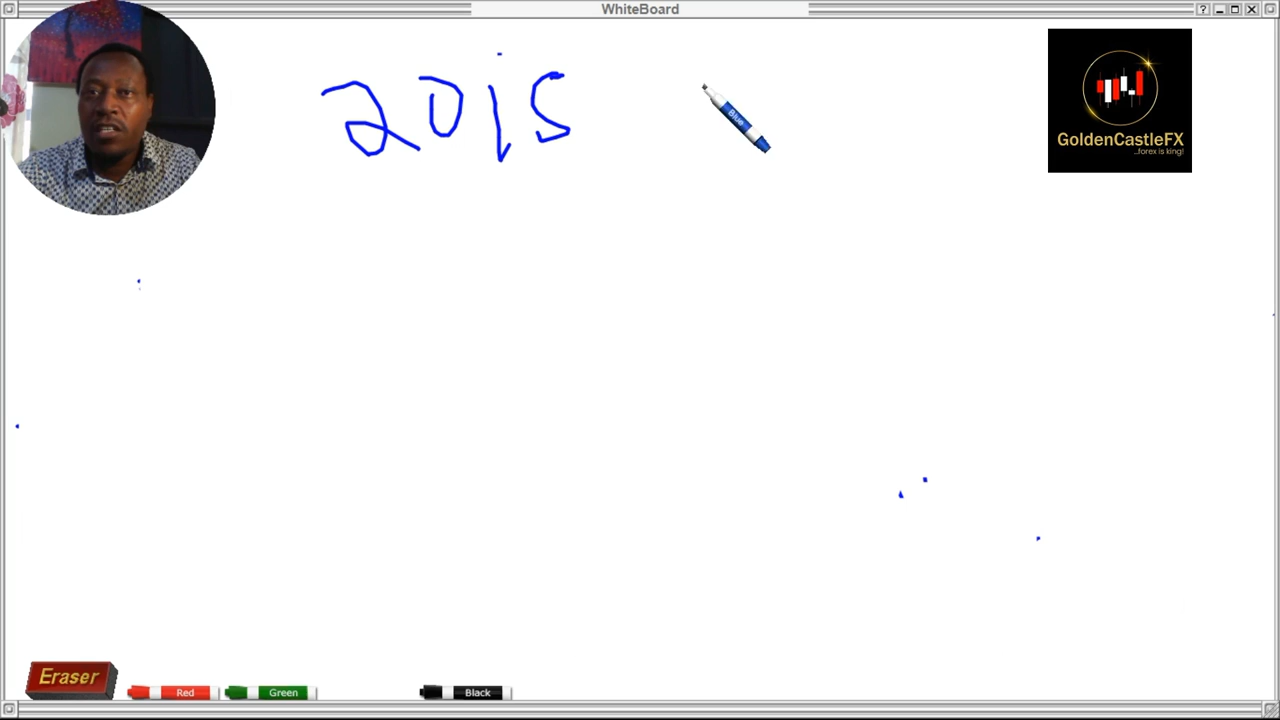 WhiteBoard
?
2015
Blue
GoldenCastleFX
...forex is king!
Eraser
Red
Green
Black